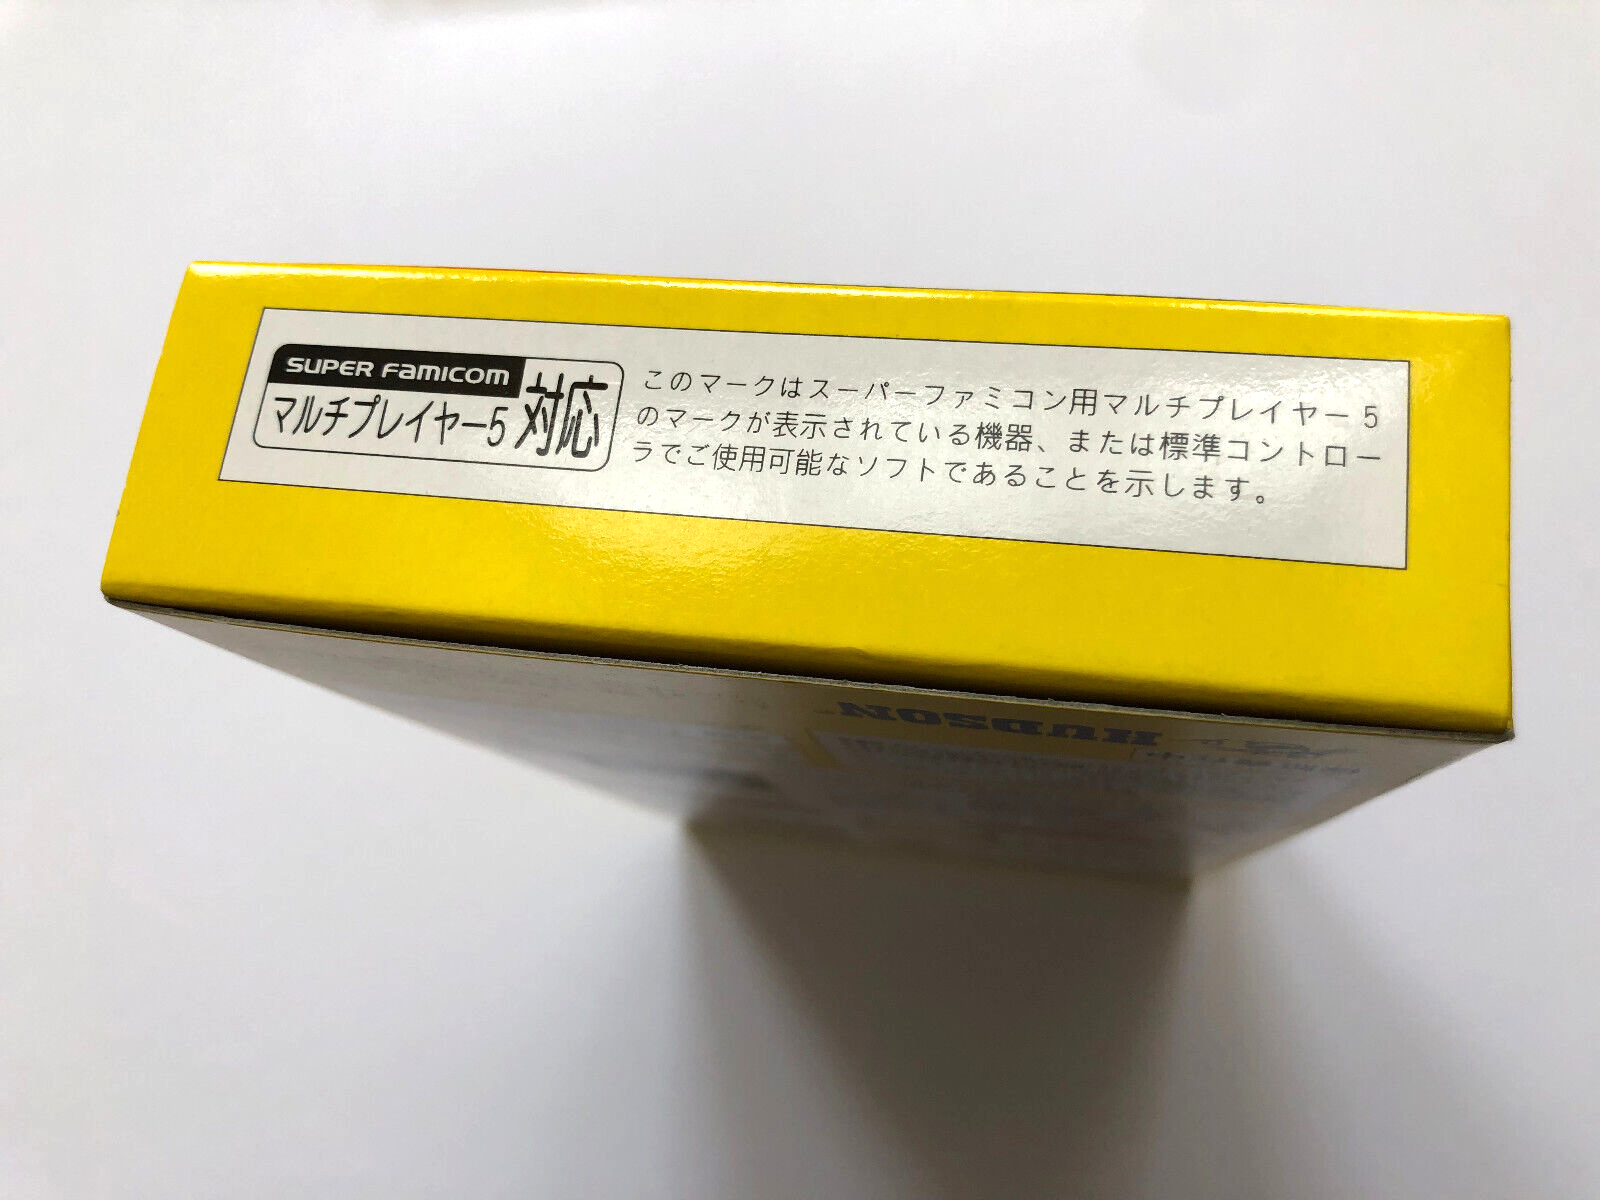 SUPER FAMICOM
マルチプレイヤー5 対応
このマークはスーパーファミコン用マルチプレイヤー5
のマークが表示されている機器、または標準コントロー
ラでご使用可能なソフトであることを示します。
HUDSON